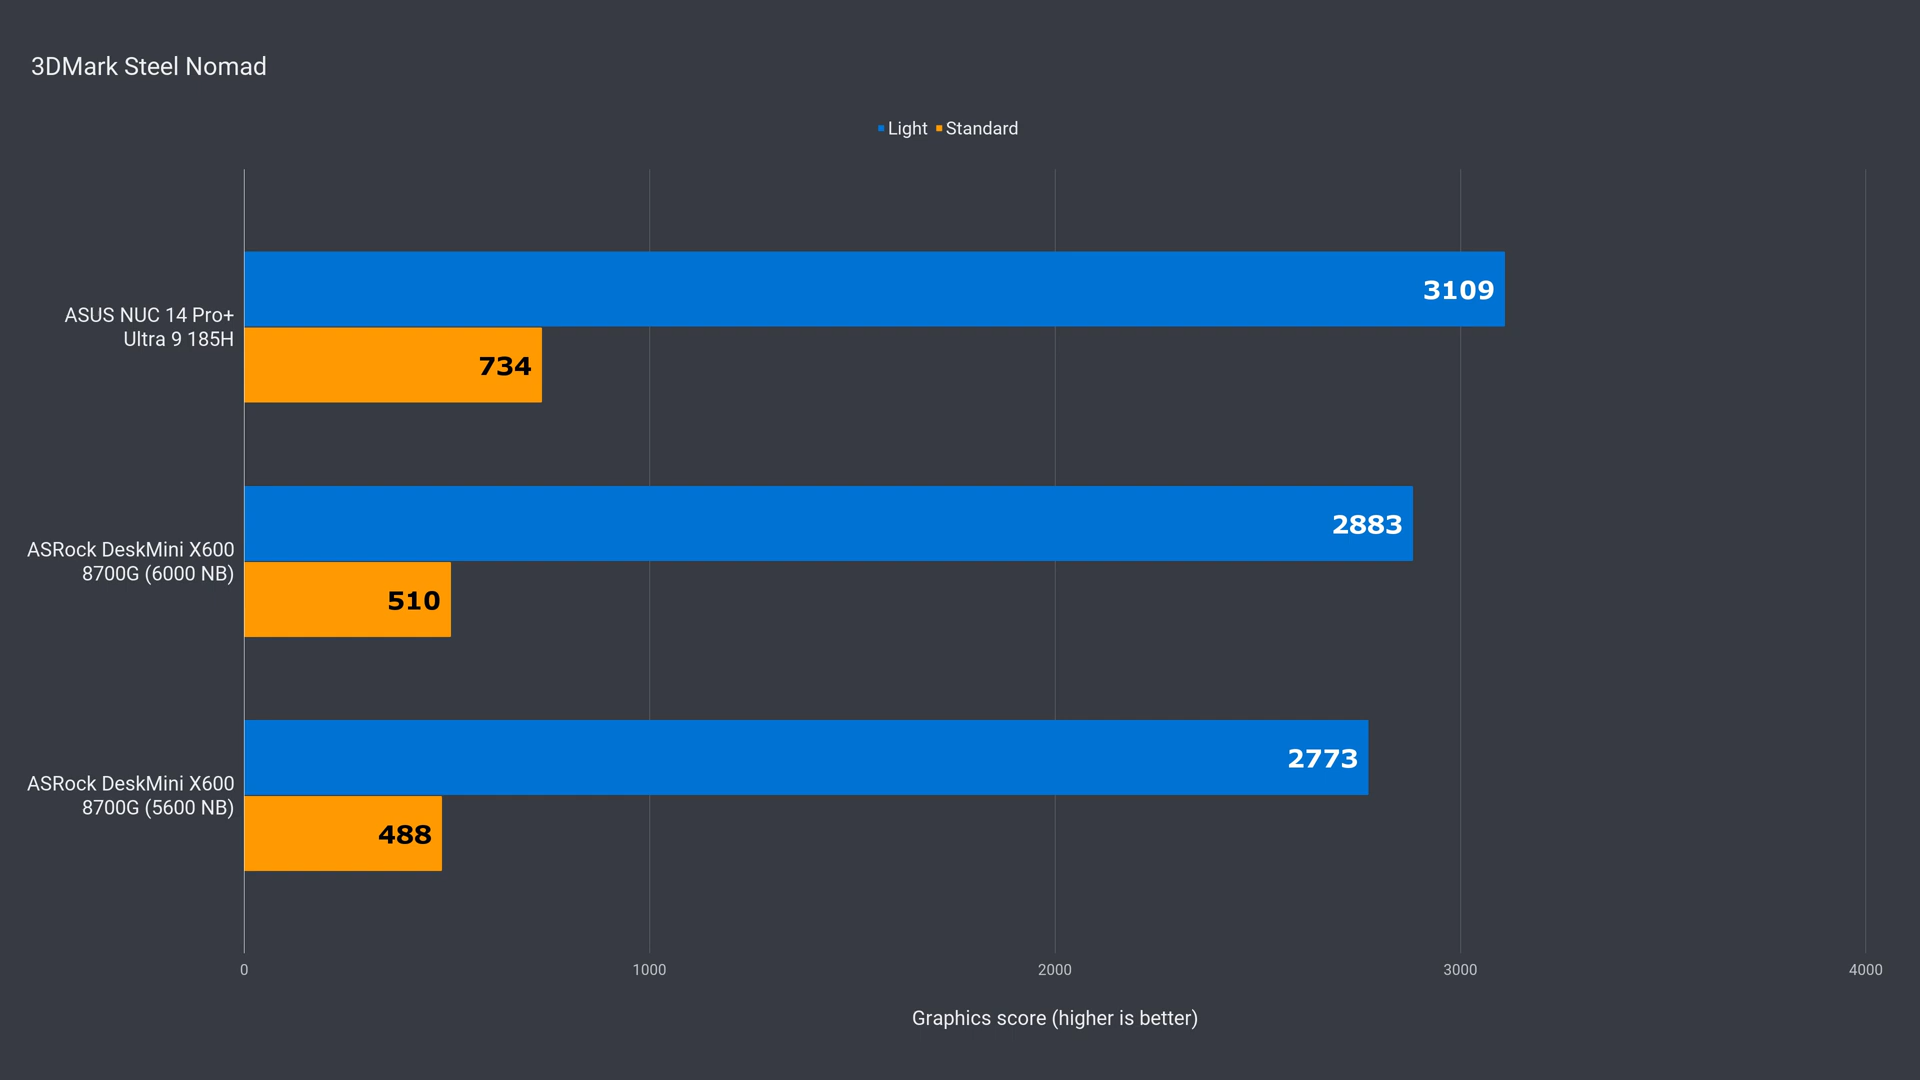 3DMark Steel Nomad
Light Standard
ASUS NUC 14 Pro+
Ultra 9 185H
3109
734
ASRock DeskMini X600
8700G (6000 NB)
2883
510
ASRock DeskMini X600
8700G (5600 NB)
2773
488
0 1000 2000 3000 4000
Graphics score (higher is better)